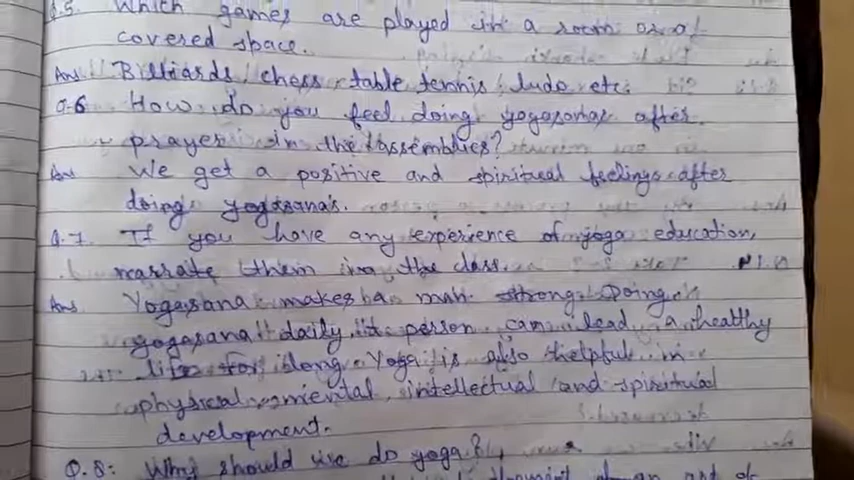 Q.5 Which games are played in a room or a
covered space.
Ans Billiards, chess, table tennis, ludo etc.
Q.6 How do you feel doing yogasanas after
prayer in the assemblies?
Ans We get a positive and spiritual feelings after
doing yogasana's.
Q.7 If you have any experience of yoga education,
narrate them in the class.
Ans Yogasana makes a man strong. Doing
yogasana daily, a person can lead a healthy
life for long. Yoga is also helpful in
physical, mental, intellectual and spiritual
development.
Q.8: Why should we do yoga?